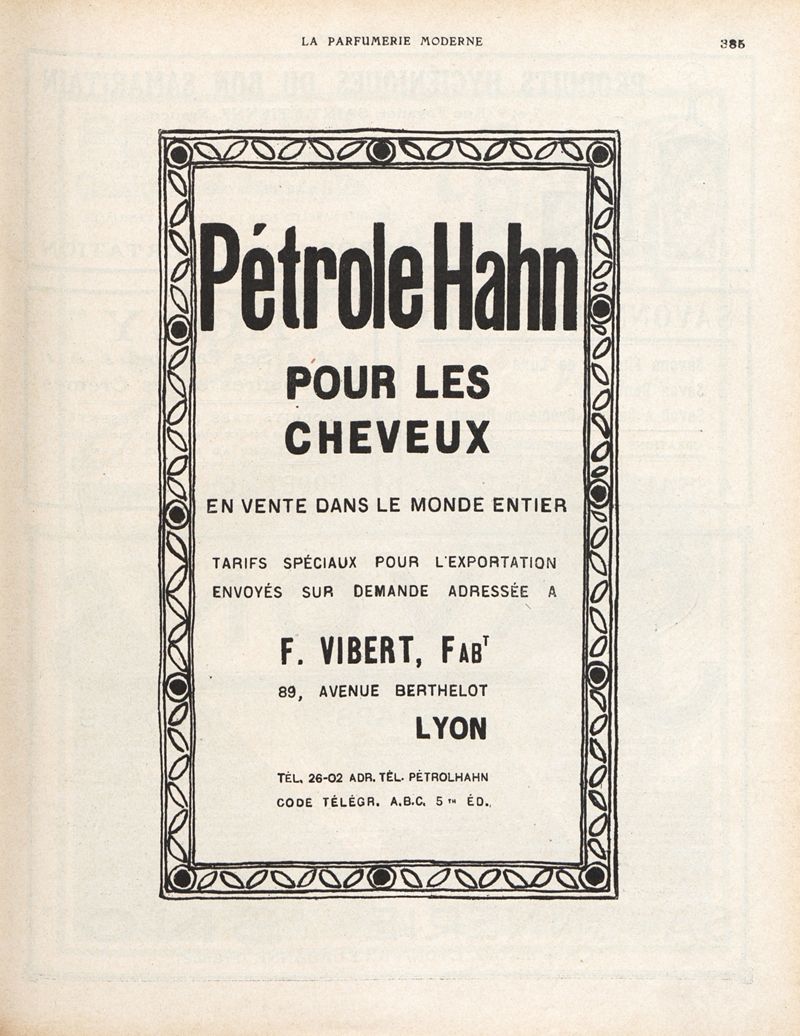 LA PARFUMERIE MODERNE
385
Pétrole Hahn
POUR LES
CHEVEUX
EN VENTE DANS LE MONDE ENTIER
TARIFS SPÉCIAUX POUR L'EXPORTATION
ENVOYÉS SUR DEMANDE ADRESSÉE A
F. VIBERT, FABT
89, AVENUE BERTHELOT
LYON
TÉL. 26-02 ADR. TÉL. PÉTROLHAHN
CODE TÉLÉGR. A.B.C. 5TH ÉD.